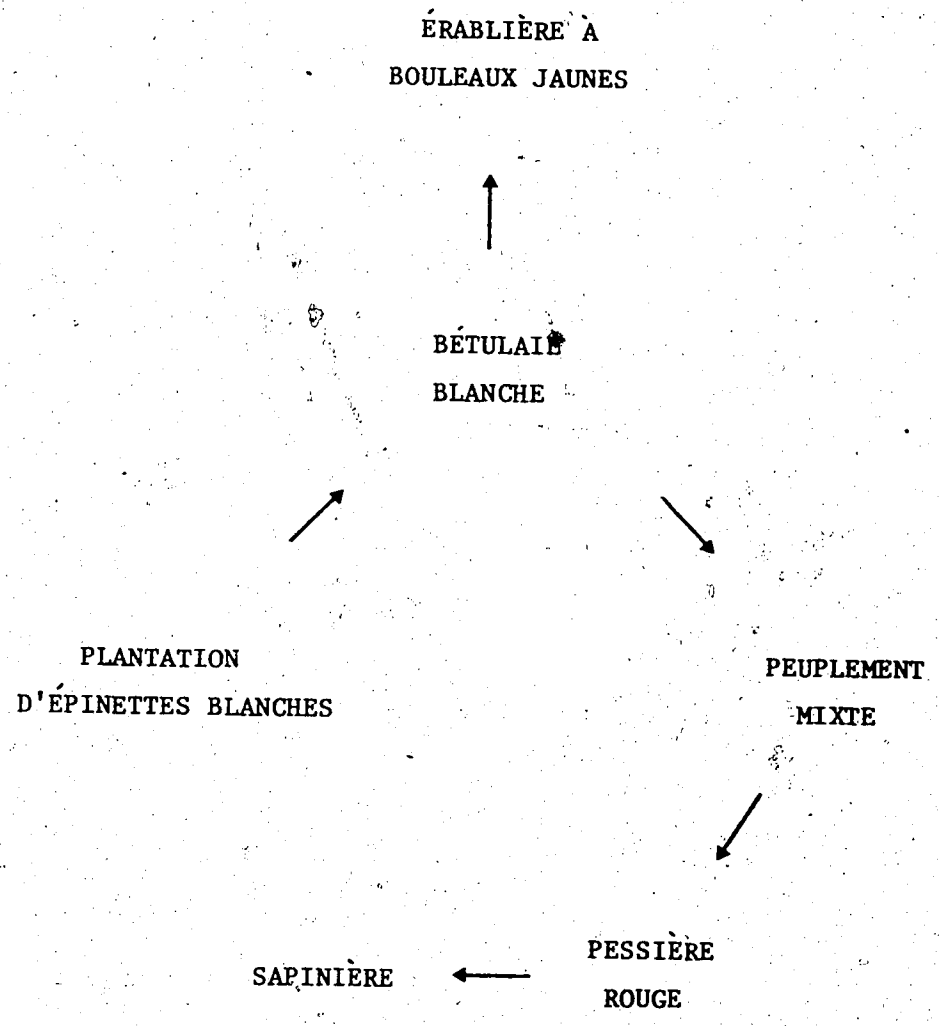 ÉRABLIÈRE À
BOULEAUX JAUNES
BÉTULAIE
BLANCHE
PLANTATION
D'ÉPINETTES BLANCHES
PEUPLEMENT
MIXTE
PESSIÈRE
ROUGE
SAPINIÈRE